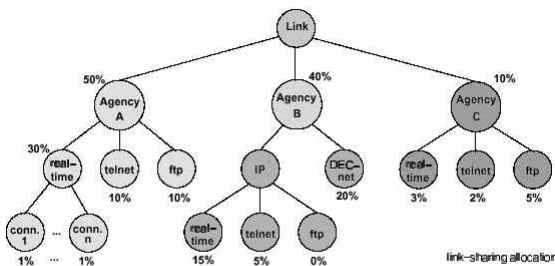 Link
50%
40%
10%
Agency
A
Agency
B
Agency
C
30%
real-
time
telnet
ftp
IP
DEC-
net
real-
time
telnet
ftp
10%
10%
20%
3%
2%
5%
conn.
1
...
conn.
n
real-
time
telnet
ftp
1%
...
1%
15%
5%
0%
link-sharing allocation